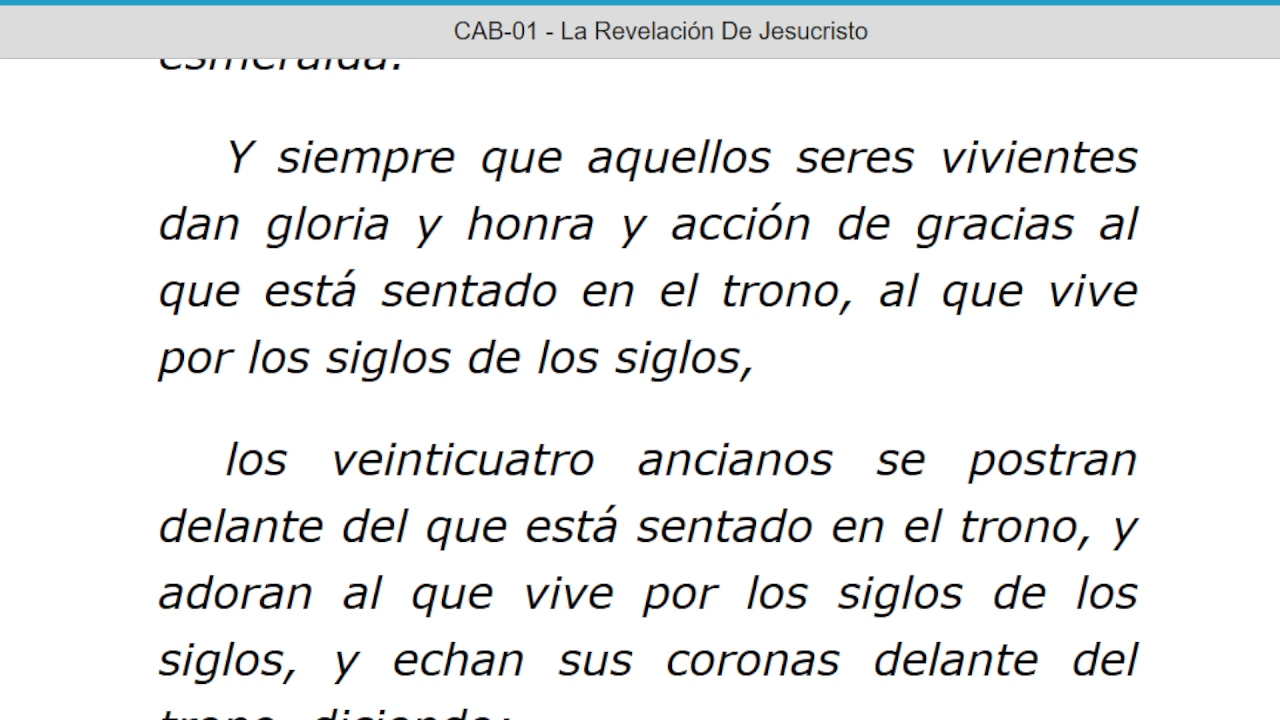 CAB-01 - La Revelación De Jesucristo
esmeralda.
Y siempre que aquellos seres vivientes
dan gloria y honra y acción de gracias al
que está sentado en el trono, al que vive
por los siglos de los siglos,
los veinticuatro ancianos se postran
delante del que está sentado en el trono, y
adoran al que vive por los siglos de los
siglos, y echan sus coronas delante del
trono, diciendo: